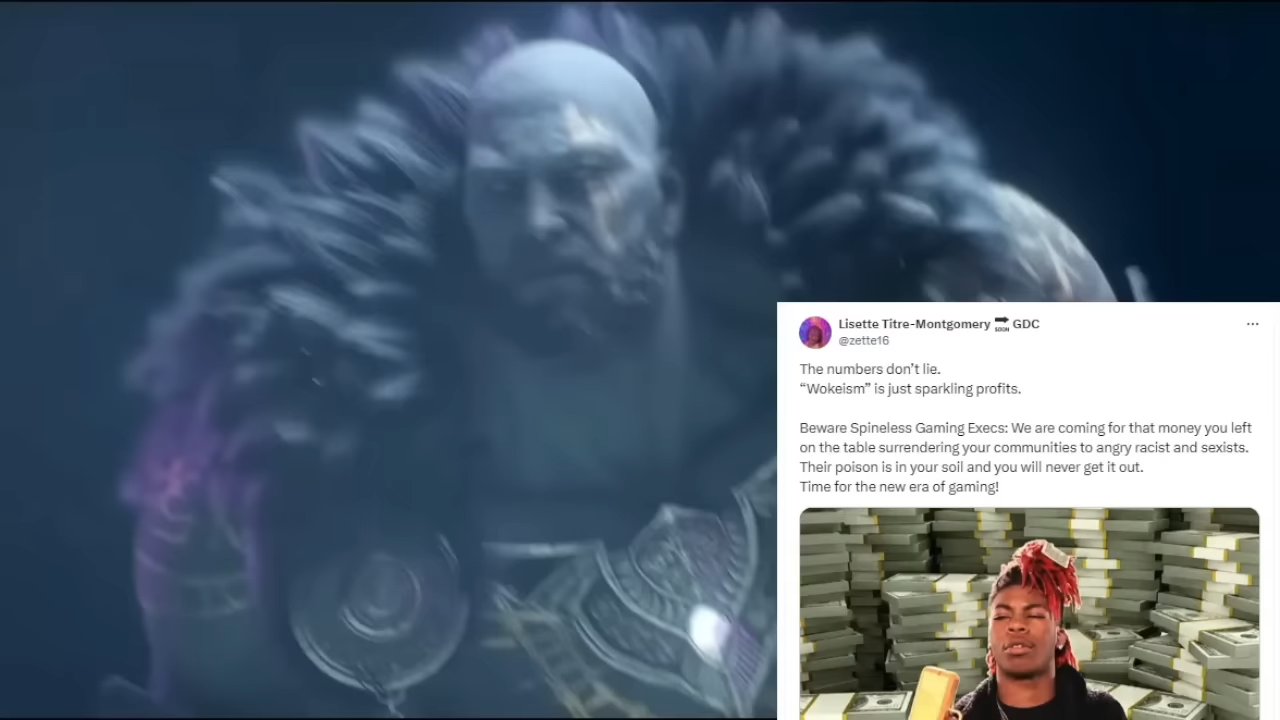 Lisette Titre-Montgomery 🔜 GDC
@zette16
The numbers don't lie.
“Wokeism” is just sparkling profits.
Beware Spineless Gaming Execs: We are coming for that money you left
on the table surrendering your communities to angry racist and sexists.
Their poison is in your soil and you will never get it out.
Time for the new era of gaming!